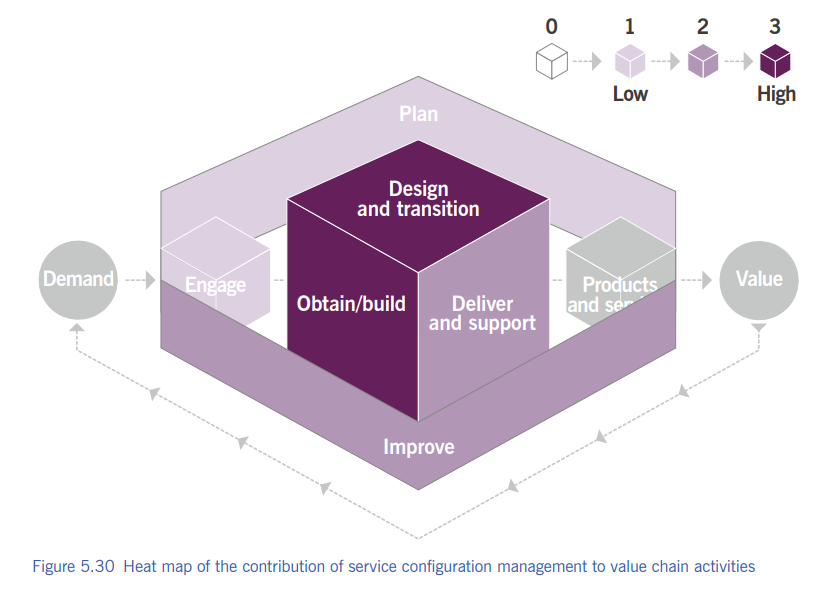 0 1 2 3
Low High
Plan
Design
and transition
Demand
Engage
Obtain/build
Deliver
and support
Products
and
Value
Improve
Figure 5.30 Heat map of the contribution of service configuration management to value chain activities